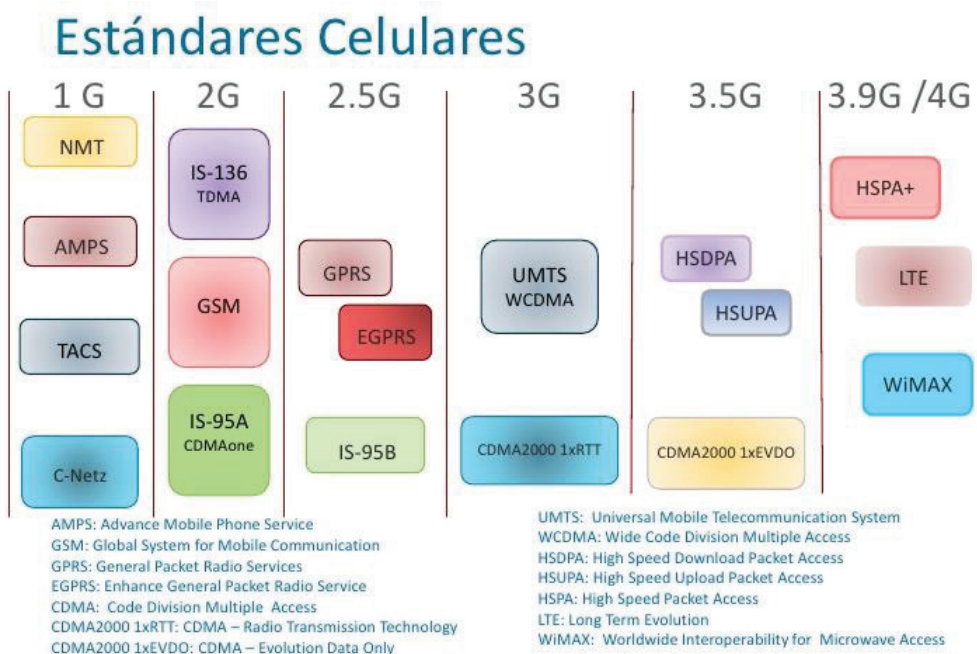 Estándares Celulares
1 G
2G
2.5G
3G
3.5G
3.9G /4G
NMT
AMPS
TACS
C-Netz
IS-136
TDMA
GSM
IS-95A
CDMAone
GPRS
EGPRS
IS-95B
UMTS
WCDMA
CDMA2000 1xRTT
HSDPA
HSUPA
CDMA2000 1xEVDO
HSPA+
LTE
WiMAX
AMPS: Advance Mobile Phone Service
GSM: Global System for Mobile Communication
GPRS: General Packet Radio Services
EGPRS: Enhance General Packet Radio Service
CDMA: Code Division Multiple Access
CDMA2000 1xRTT: CDMA – Radio Transmission Technology
CDMA2000 1xEVDO: CDMA – Evolution Data Only
UMTS: Universal Mobile Telecommunication System
WCDMA: Wide Code Division Multiple Access
HSDPA: High Speed Download Packet Access
HSUPA: High Speed Upload Packet Access
HSPA: High Speed Packet Access
LTE: Long Term Evolution
WiMAX: Worldwide Interoperability for Microwave Access